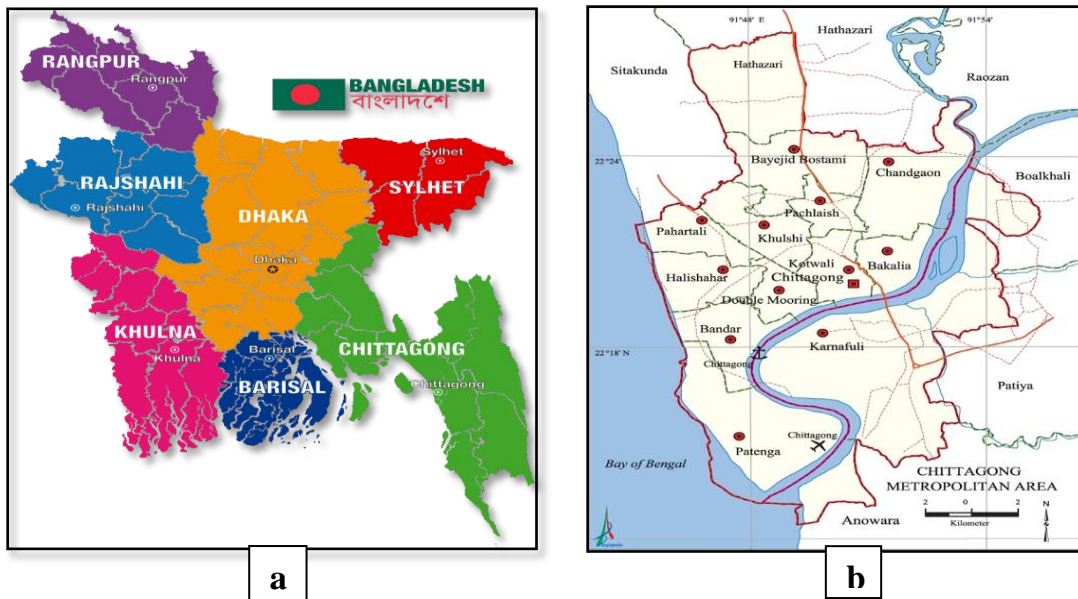 RANGPUR
Rangpur
BANGLADESH
বাংলাদশে
RAJSHAHI
Rajshahi
Sylhet
SYLHET
DHAKA
Dhaka
KHULNA
Khulna
Barisal
BARISAL
CHITTAGONG
Chittagong
a
91°48' E
91°54'
Hathazari
Sitakunda
Hathazari
Raozan
22°24'
Bayejid Bostami
Chandgaon
Boalkhali
Pachlaish
Pahartali
Khulshi
Kotwali
Bakalia
Halishahar
Chittagong
Double Mooring
Bandar
Karnafuli
22°18' N
Chittagong
Patiya
Patenga
Chittagong
Bay of Bengal
CHITTAGONG
METROPOLITAN AREA
2 0 2
Kilometer
N
Anowara
b